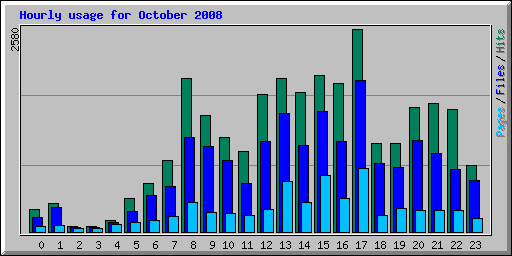 Hourly usage for October 2008
2580
Pages / Files / Hits
0 1 2 3 4 5 6 7 8 9 10 11 12 13 14 15 16 17 18 19 20 21 22 23